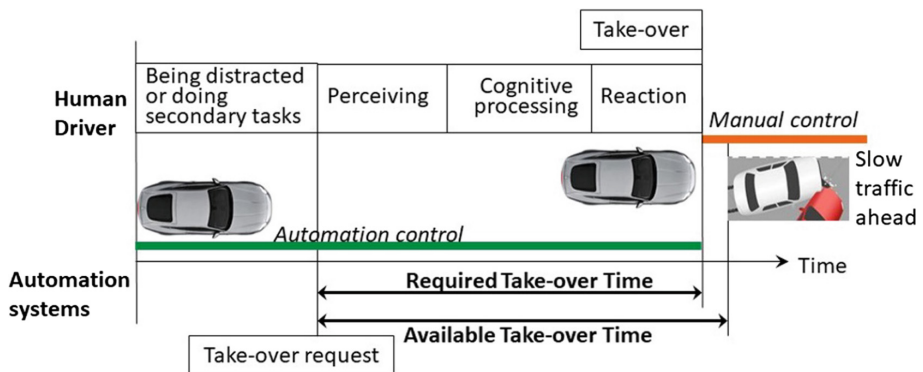 Take-over
Human
Driver
Being distracted
or doing
secondary tasks
Perceiving
Cognitive
processing
Reaction
Manual control
Slow
traffic
ahead
Automation control
Time
Automation
systems
Required Take-over Time
Available Take-over Time
Take-over request